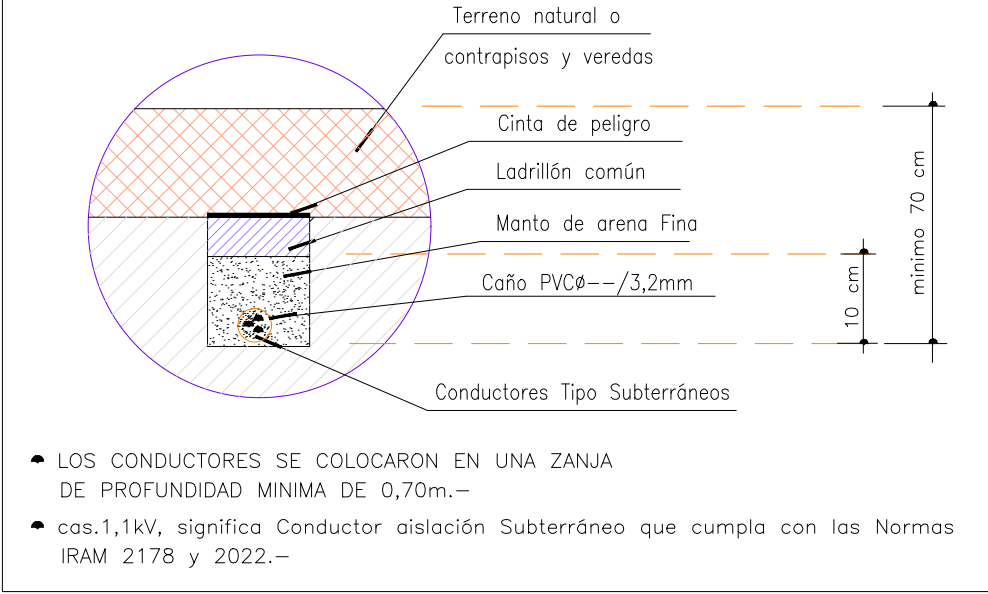 Terreno natural o
contrapisos y veredas
Cinta de peligro
Ladrillón común
Manto de arena Fina
Caño PVCø--/3,2mm
Conductores Tipo Subterráneos
10 cm
minimo 70 cm
LOS CONDUCTORES SE COLOCARON EN UNA ZANJA
DE PROFUNDIDAD MINIMA DE 0,70m.-
cas.1,1kV, significa Conductor aislación Subterráneo que cumpla con las Normas
IRAM 2178 y 2022.-